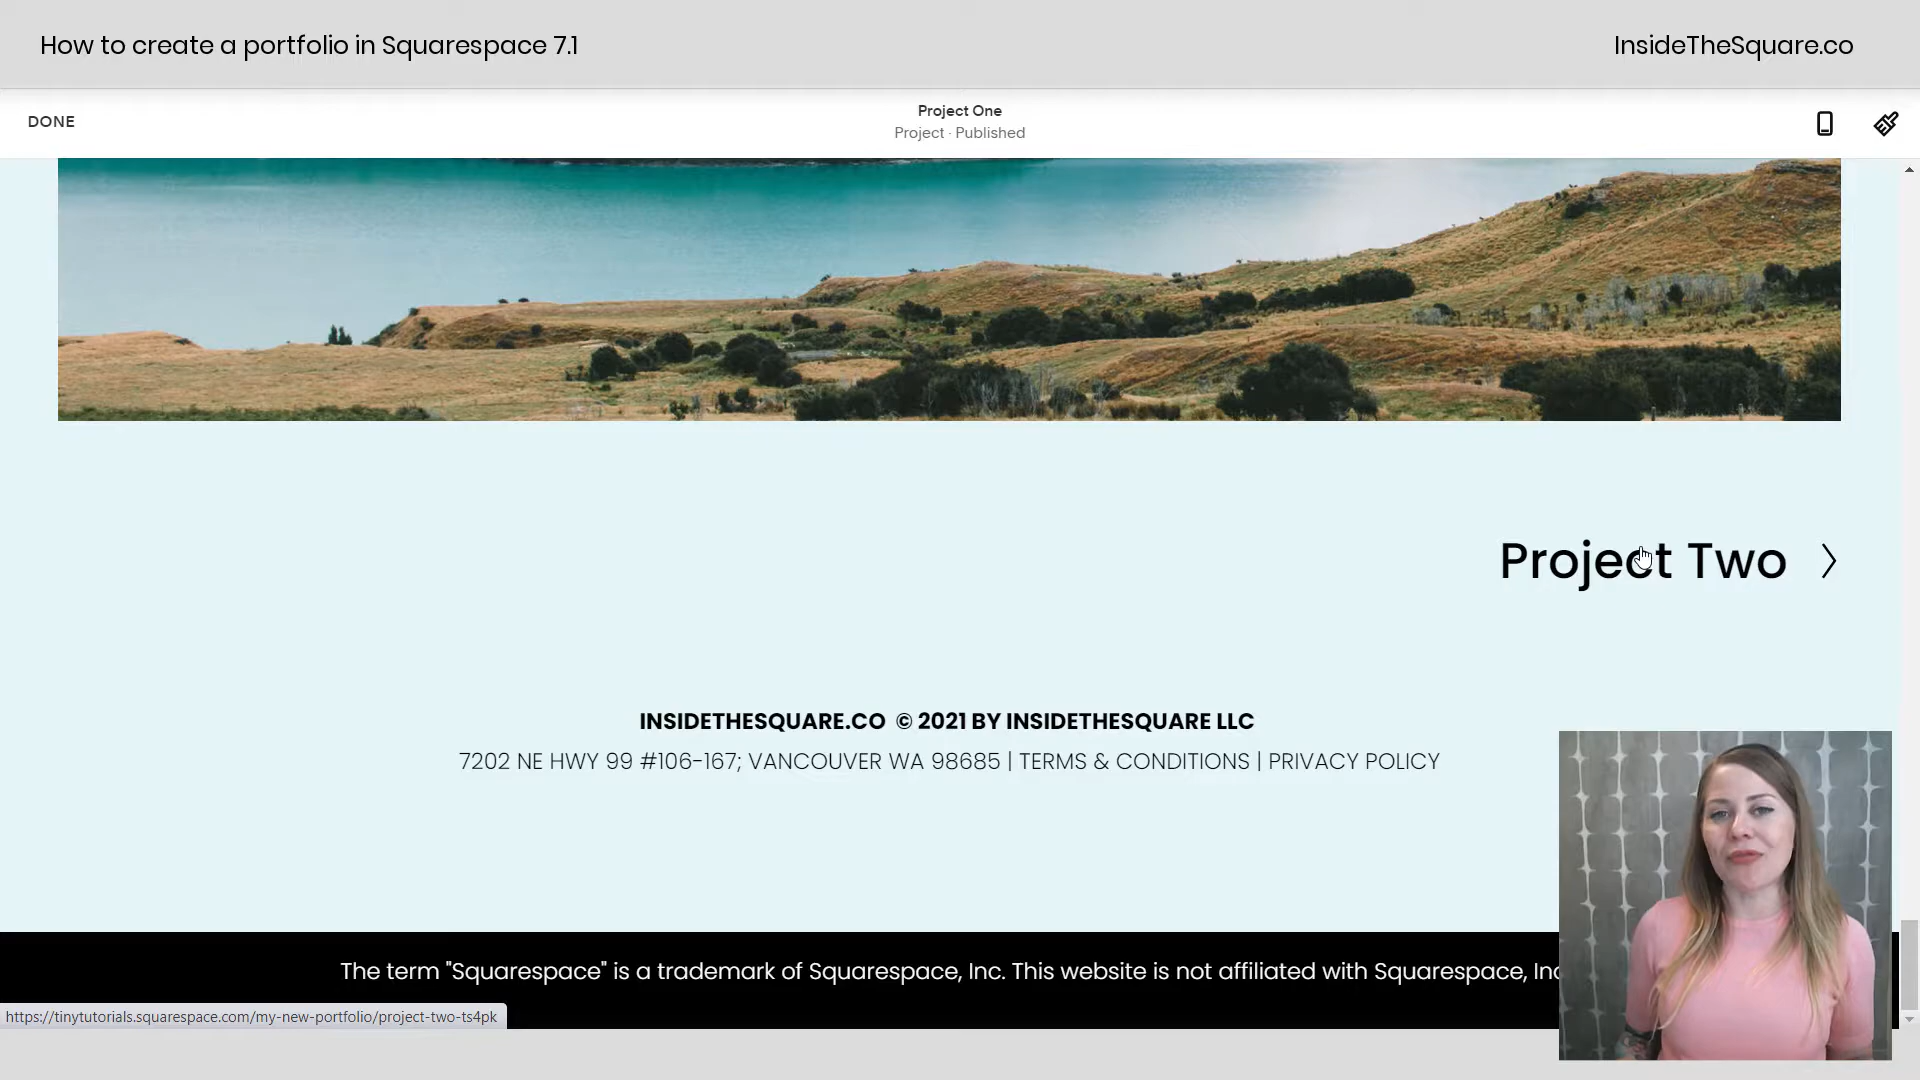 How to create a portfolio in Squarespace 7.1
InsideTheSquare.co
DONE
Project One
Project · Published
Project Two
INSIDETHESQUARE.CO © 2021 BY INSIDETHESQUARE LLC
7202 NE HWY 99 #106-167; VANCOUVER WA 98685 | TERMS & CONDITIONS | PRIVACY POLICY
The term "Squarespace" is a trademark of Squarespace, Inc. This website is not affiliated with Squarespace, Inc
https://tinytutorials.squarespace.com/my-new-portfolio/project-two-ts4pk